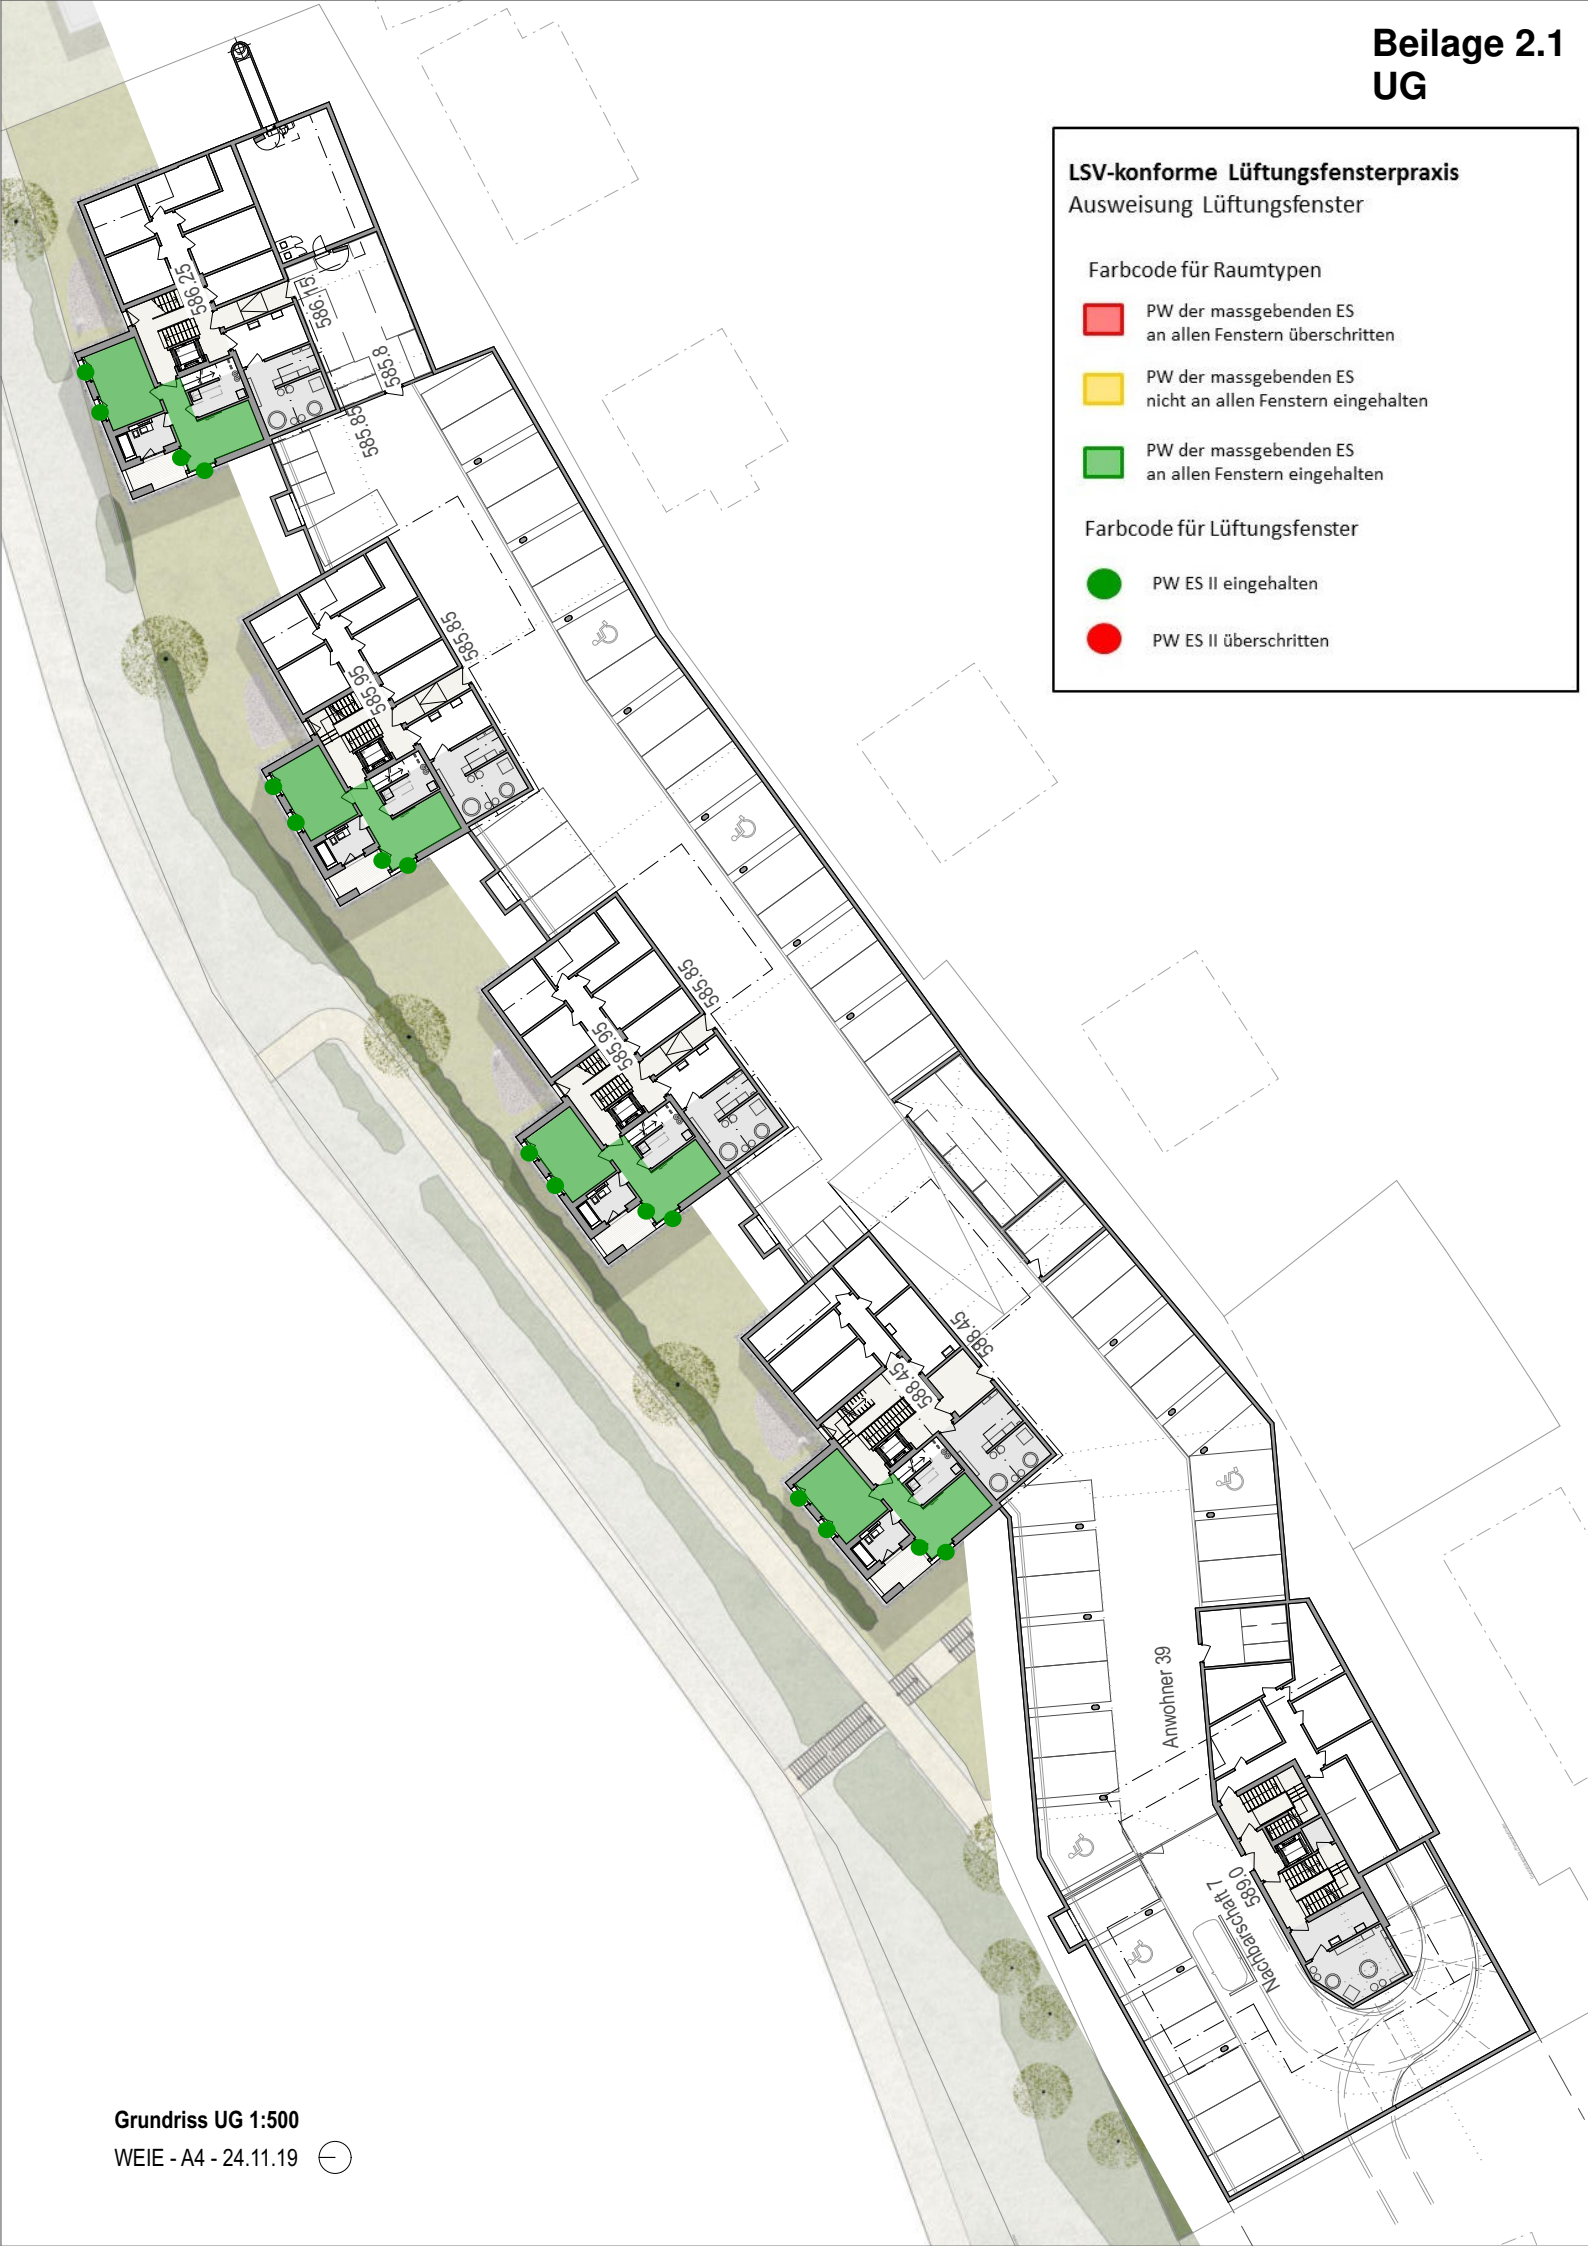 Beilage 2.1
UG
LSV-konforme Lüftungsfensterpraxis
Ausweisung Lüftungsfenster
Farbcode für Raumtypen
PW der massgebenden ES
an allen Fenstern überschritten
PW der massgebenden ES
nicht an allen Fenstern eingehalten
PW der massgebenden ES
an allen Fenstern eingehalten
Farbcode für Lüftungsfenster
PW ES II eingehalten
PW ES II überschritten
586.25
586.15
585.8
585.85
585.85
585.95
585.85
585.95
588.45
588.45
Anwohner 39
Nachbarschaft 7
589.0
Grundriss UG 1:500
WEIE - A4 - 24.11.19